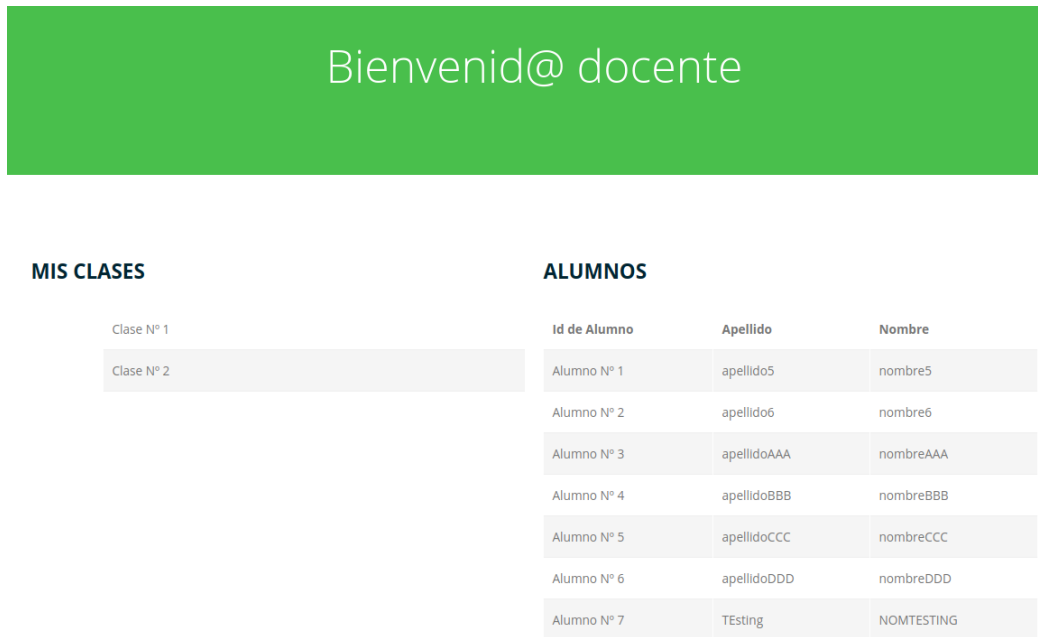 Bienvenid@ docente
MIS CLASES
Clase Nº 1
Clase Nº 2
ALUMNOS
Id de Alumno Apellido Nombre
Alumno Nº 1 apellido5 nombre5
Alumno Nº 2 apellido6 nombre6
Alumno Nº 3 apellidoAAA nombreAAA
Alumno Nº 4 apellidoBBB nombreBBB
Alumno Nº 5 apellidoCCC nombreCCC
Alumno Nº 6 apellidoDDD nombreDDD
Alumno Nº 7 TEsting NOMTESTING